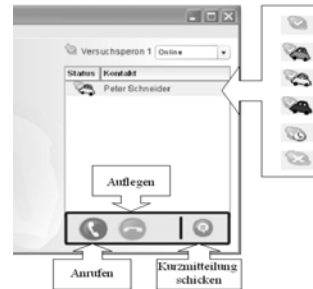 Versuchsperon 1 Online
Status Kontakt
Peter Schneider
Auflegen
Anrufen
Kurzmitteilung
schicken